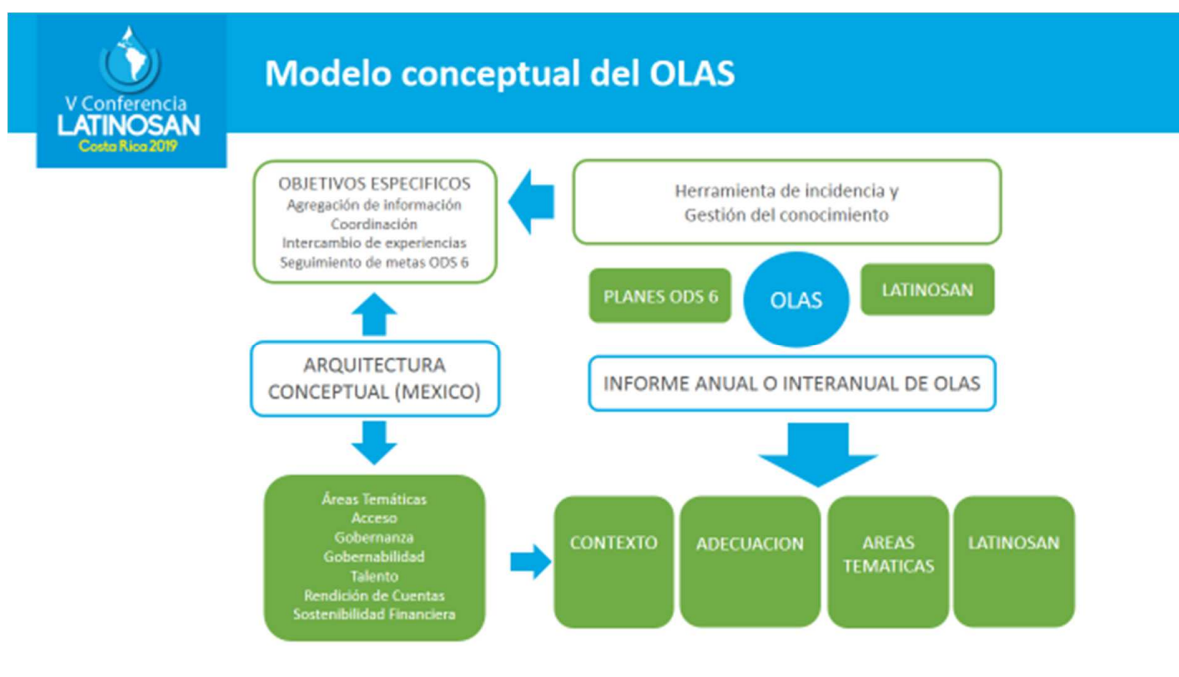 V Conferencia
LATINOSAN
Costa Rica 2019
Modelo conceptual del OLAS
OBJETIVOS ESPECIFICOS
Agregación de información
Coordinación
Intercambio de experiencias
Seguimiento de metas ODS 6
Herramienta de incidencia y
Gestión del conocimiento
PLANES ODS 6
OLAS
LATINOSAN
ARQUITECTURA
CONCEPTUAL (MEXICO)
INFORME ANUAL O INTERANUAL DE OLAS
Áreas Temáticas
Acceso
Gobernanza
Gobernabilidad
Talento
Rendición de Cuentas
Sostenibilidad Financiera
CONTEXTO
ADECUACION
AREAS
TEMATICAS
LATINOSAN